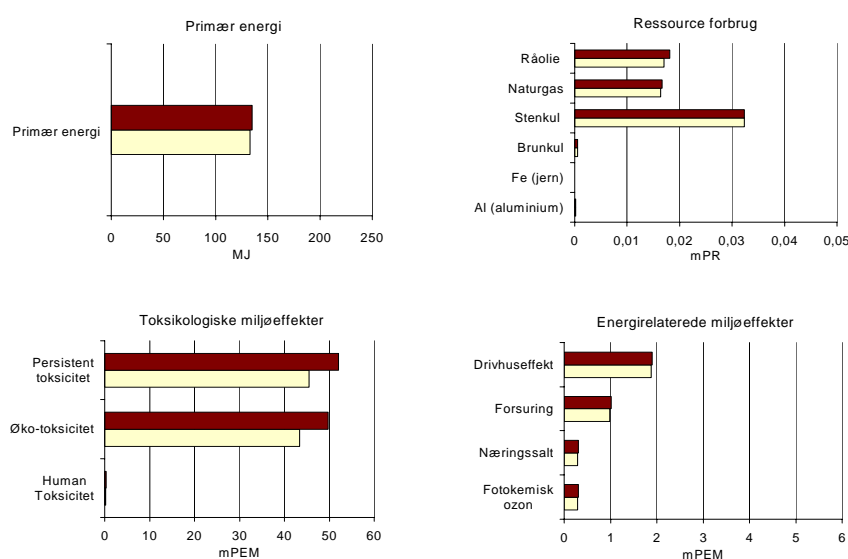 Primær energi
Primær energi
0 50 100 150 200 250
MJ
Ressource forbrug
Råolie
Naturgas
Stenkul
Brunkul
Fe (jern)
Al (aluminium)
0 0,01 0,02 0,03 0,04 0,05
mPR
Toksikologiske miljøeffekter
Persistent
toksicitet
Øko-toksicitet
Human
Toksicitet
0 10 20 30 40 50 60
mPEM
Energirelaterede miljøeffekter
Drivhuseffekt
Forsuring
Næringssalt
Fotokemisk
ozon
0 1 2 3 4 5 6
mPEM